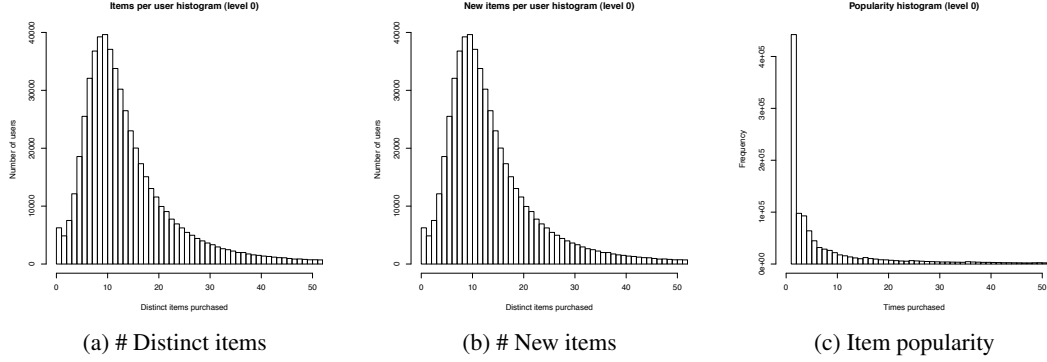 Items per user histogram (level 0)
Number of users
0
10000
20000
30000
40000
0 10 20 30 40 50
Distinct items purchased
(a) # Distinct items
New items per user histogram (level 0)
Number of users
0
10000
20000
30000
40000
0 10 20 30 40 50
Distinct items purchased
(b) # New items
Popularity histogram (level 0)
Frequency
0e+00
1e+05
2e+05
3e+05
4e+05
0 10 20 30 40 50
Times purchased
(c) Item popularity